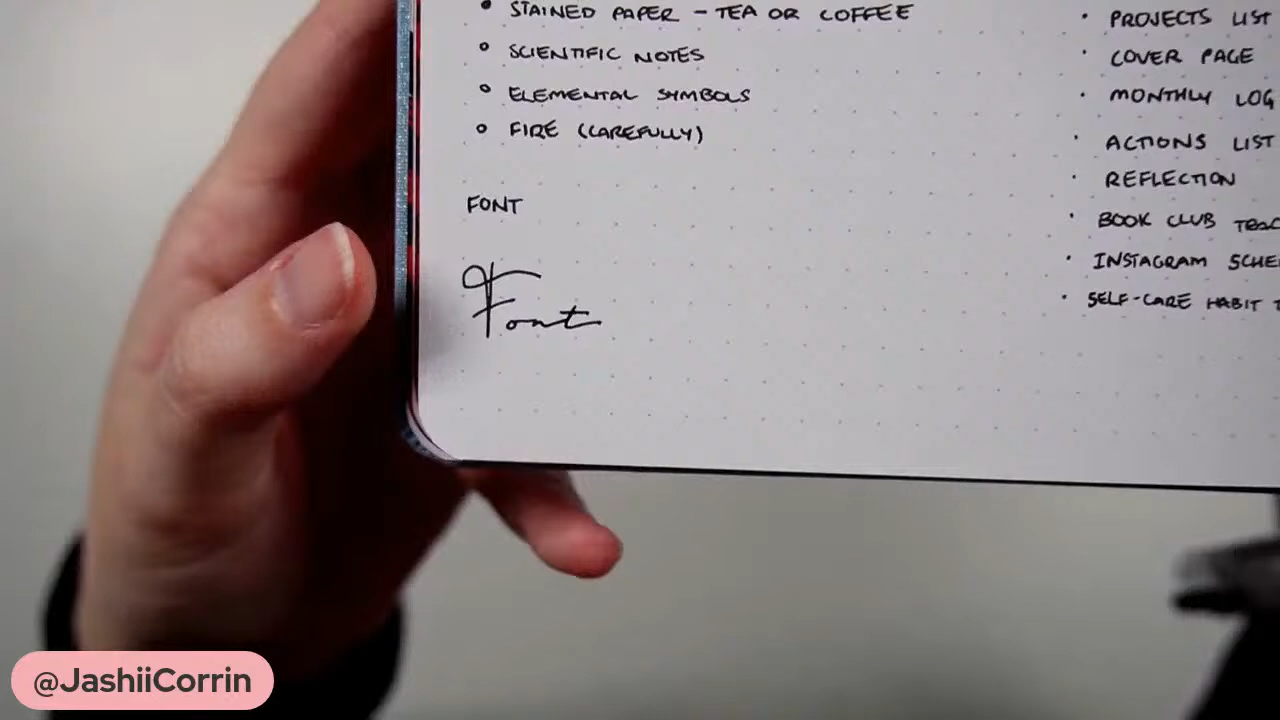 STAINED PAPER - TEA OR COFFEE
SCIENTIFIC NOTES
ELEMENTAL SYMBOLS
FIRE (CAREFULLY)
FONT
Font
PROJECTS LIST
COVER PAGE
MONTHLY LOG
ACTIONS LIST
REFLECTION
BOOK CLUB
INSTAGRAM
SELF-CARE HABIT
@JashiiCorrin